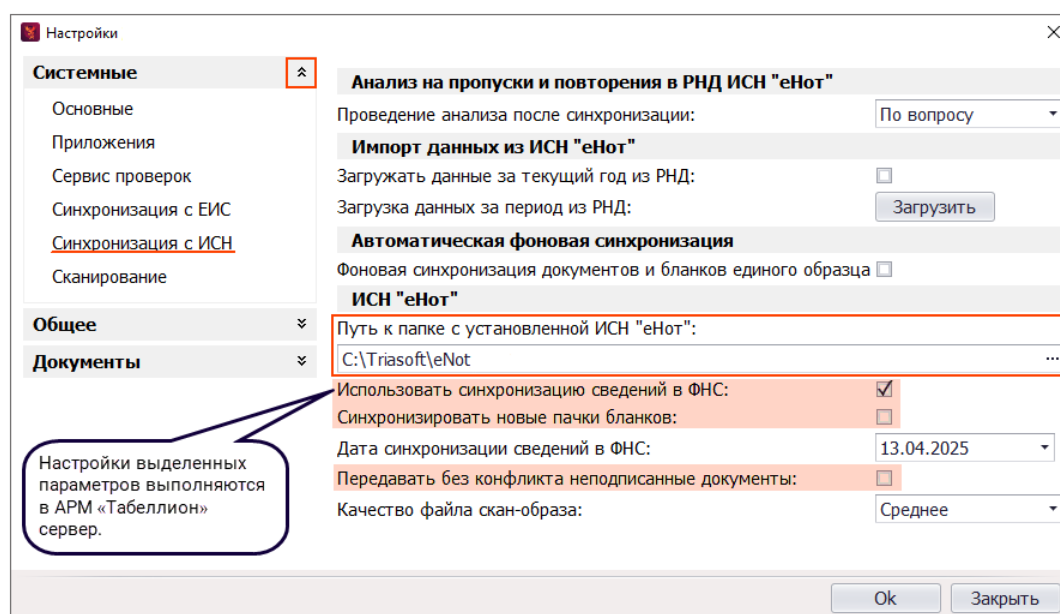 Настройки
Системные
Основные
Приложения
Сервис проверок
Синхронизация с ЕИС
Синхронизация с ИСН
Сканирование
Общее
Документы
Анализ на пропуски и повторения в РНД ИСН "еНот"
Проведение анализа после синхронизации: По вопросу
Импорт данных из ИСН "еНот"
Загружать данные за текущий год из РНД:
Загрузка данных за период из РНД: Загрузить
Автоматическая фоновая синхронизация
Фоновая синхронизация документов и бланков единого образца
ИСН "еНот"
Путь к папке с установленной ИСН "еНот":
C:\Triasoft\eNot ...
Использовать синхронизацию сведений в ФНС:
Синхронизировать новые пачки бланков:
Дата синхронизации сведений в ФНС: 13.04.2025
Передавать без конфликта неподписанные документы:
Качество файла скан-образа: Среднее
Настройки выделенных
параметров выполняются
в АРМ «Табеллион»
сервер.
Ok Закрыть